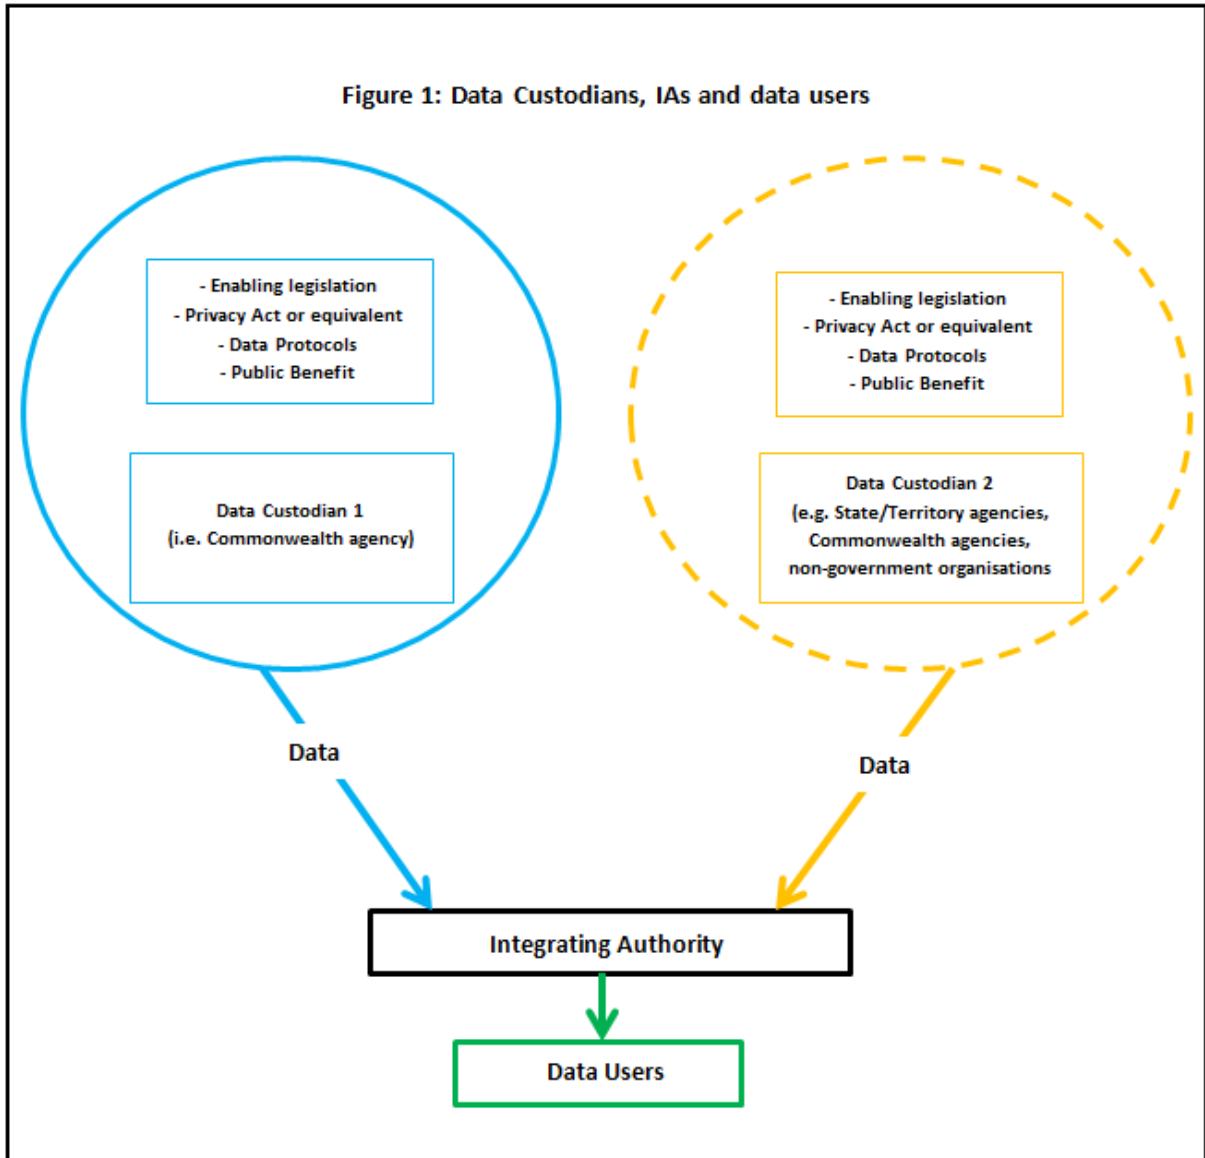 Figure 1: Data Custodians, IAs and data users
- Enabling legislation
- Privacy Act or equivalent
- Data Protocols
- Public Benefit
Data Custodian 1
(i.e. Commonwealth agency)
- Enabling legislation
- Privacy Act or equivalent
- Data Protocols
- Public Benefit
Data Custodian 2
(e.g. State/Territory agencies,
Commonwealth agencies,
non-government organisations
Data
Data
Integrating Authority
Data Users